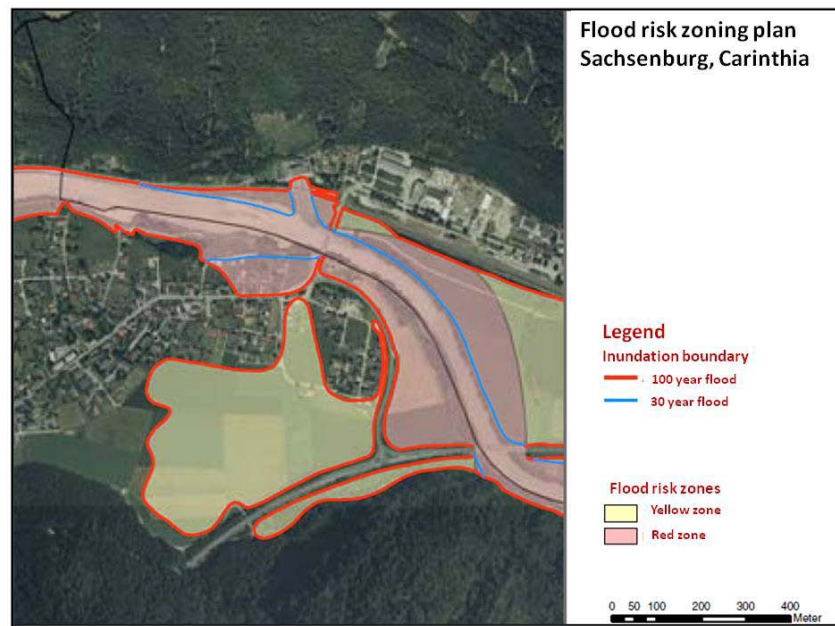 Flood risk zoning plan
Sachsenburg, Carinthia
Legend
Inundation boundary
100 year flood
30 year flood
Flood risk zones
Yellow zone
Red zone
0 50 100 200 300 400
Meter